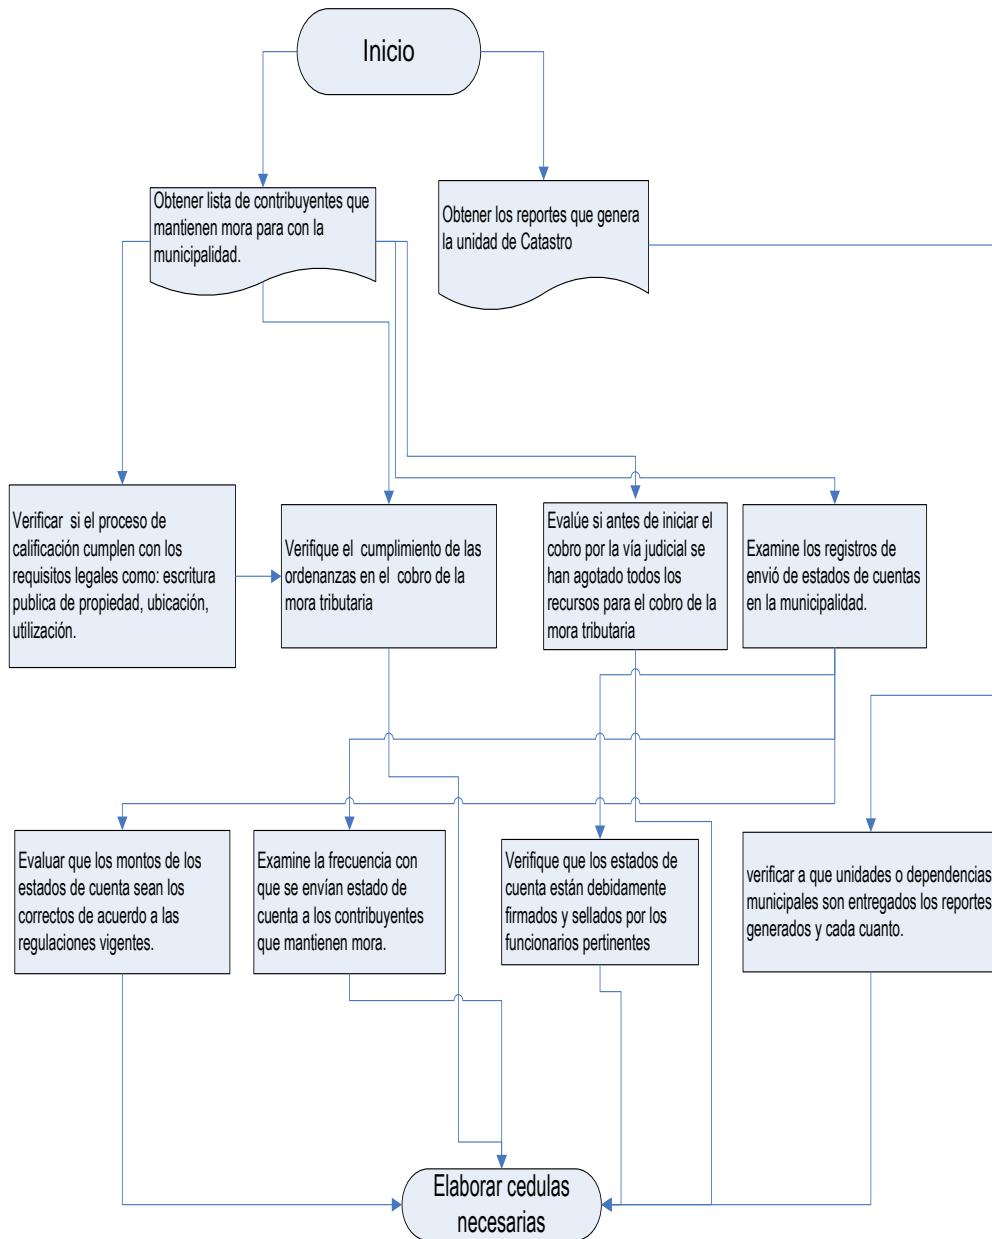 Inicio
Obtener lista de contribuyentes que
mantienen mora para con la
municipalidad.
Obtener los reportes que genera
la unidad de Catastro
Verificar si el proceso de
calificación cumplen con los
requisitos legales como: escritura
publica de propiedad, ubicación,
utilización.
Verifique el cumplimiento de las
ordenanzas en el cobro de la
mora tributaria
Evalúe si antes de iniciar el
cobro por la vía judicial se
han agotado todos los
recursos para el cobro de la
mora tributaria
Examine los registros de
envió de estados de cuentas
en la municipalidad.
Evaluar que los montos de los
estados de cuenta sean los
correctos de acuerdo a las
regulaciones vigentes.
Examine la frecuencia con
que se envían estado de
cuenta a los contribuyentes
que mantienen mora.
Verifique que los estados de
cuenta están debidamente
firmados y sellados por los
funcionarios pertinentes
verificar a que unidades o dependencias
municipales son entregados los reportes
generados y cada cuanto.
Elaborar cedulas
necesarias